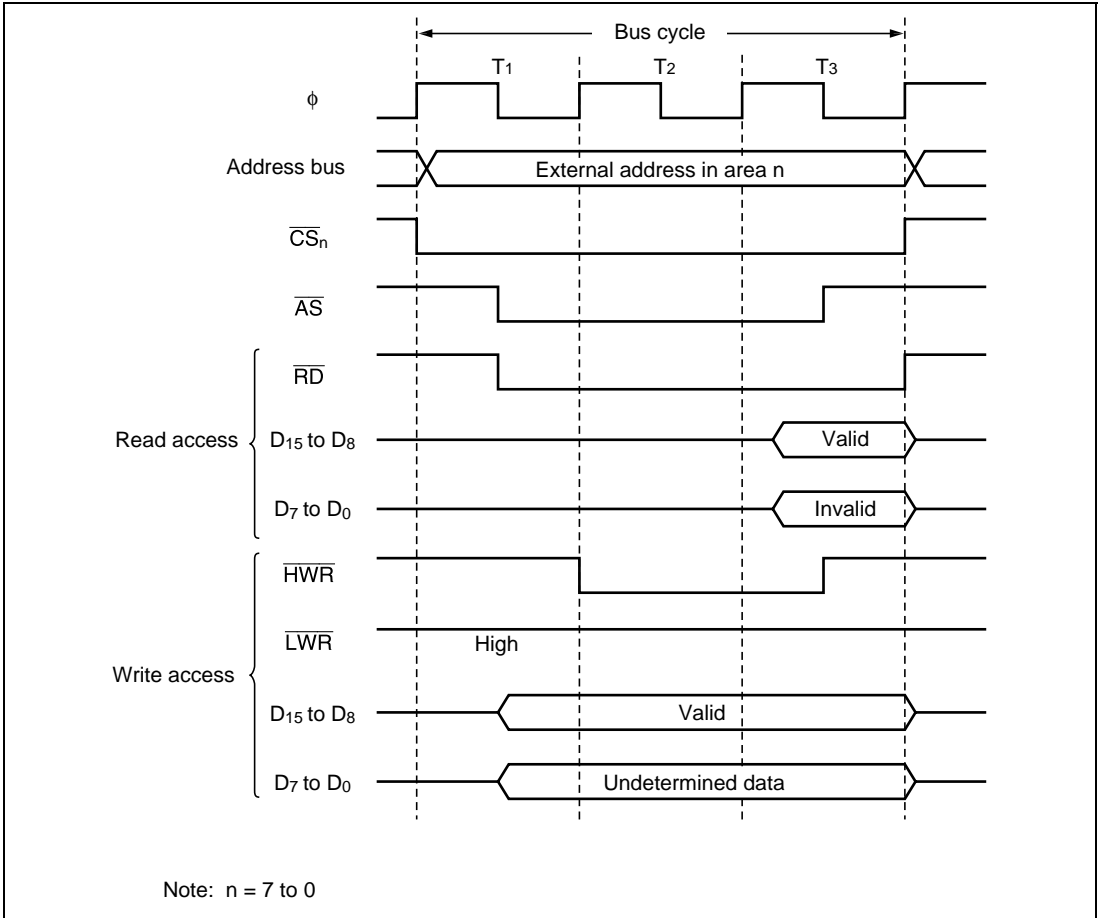 Bus cycle
T1 T2 T3
φ
Address bus External address in area n
CSn
AS
RD
Read access D15 to D8 Valid
D7 to D0 Invalid
HWR
LWR High
Write access
D15 to D8 Valid
D7 to D0 Undetermined data
Note: n = 7 to 0